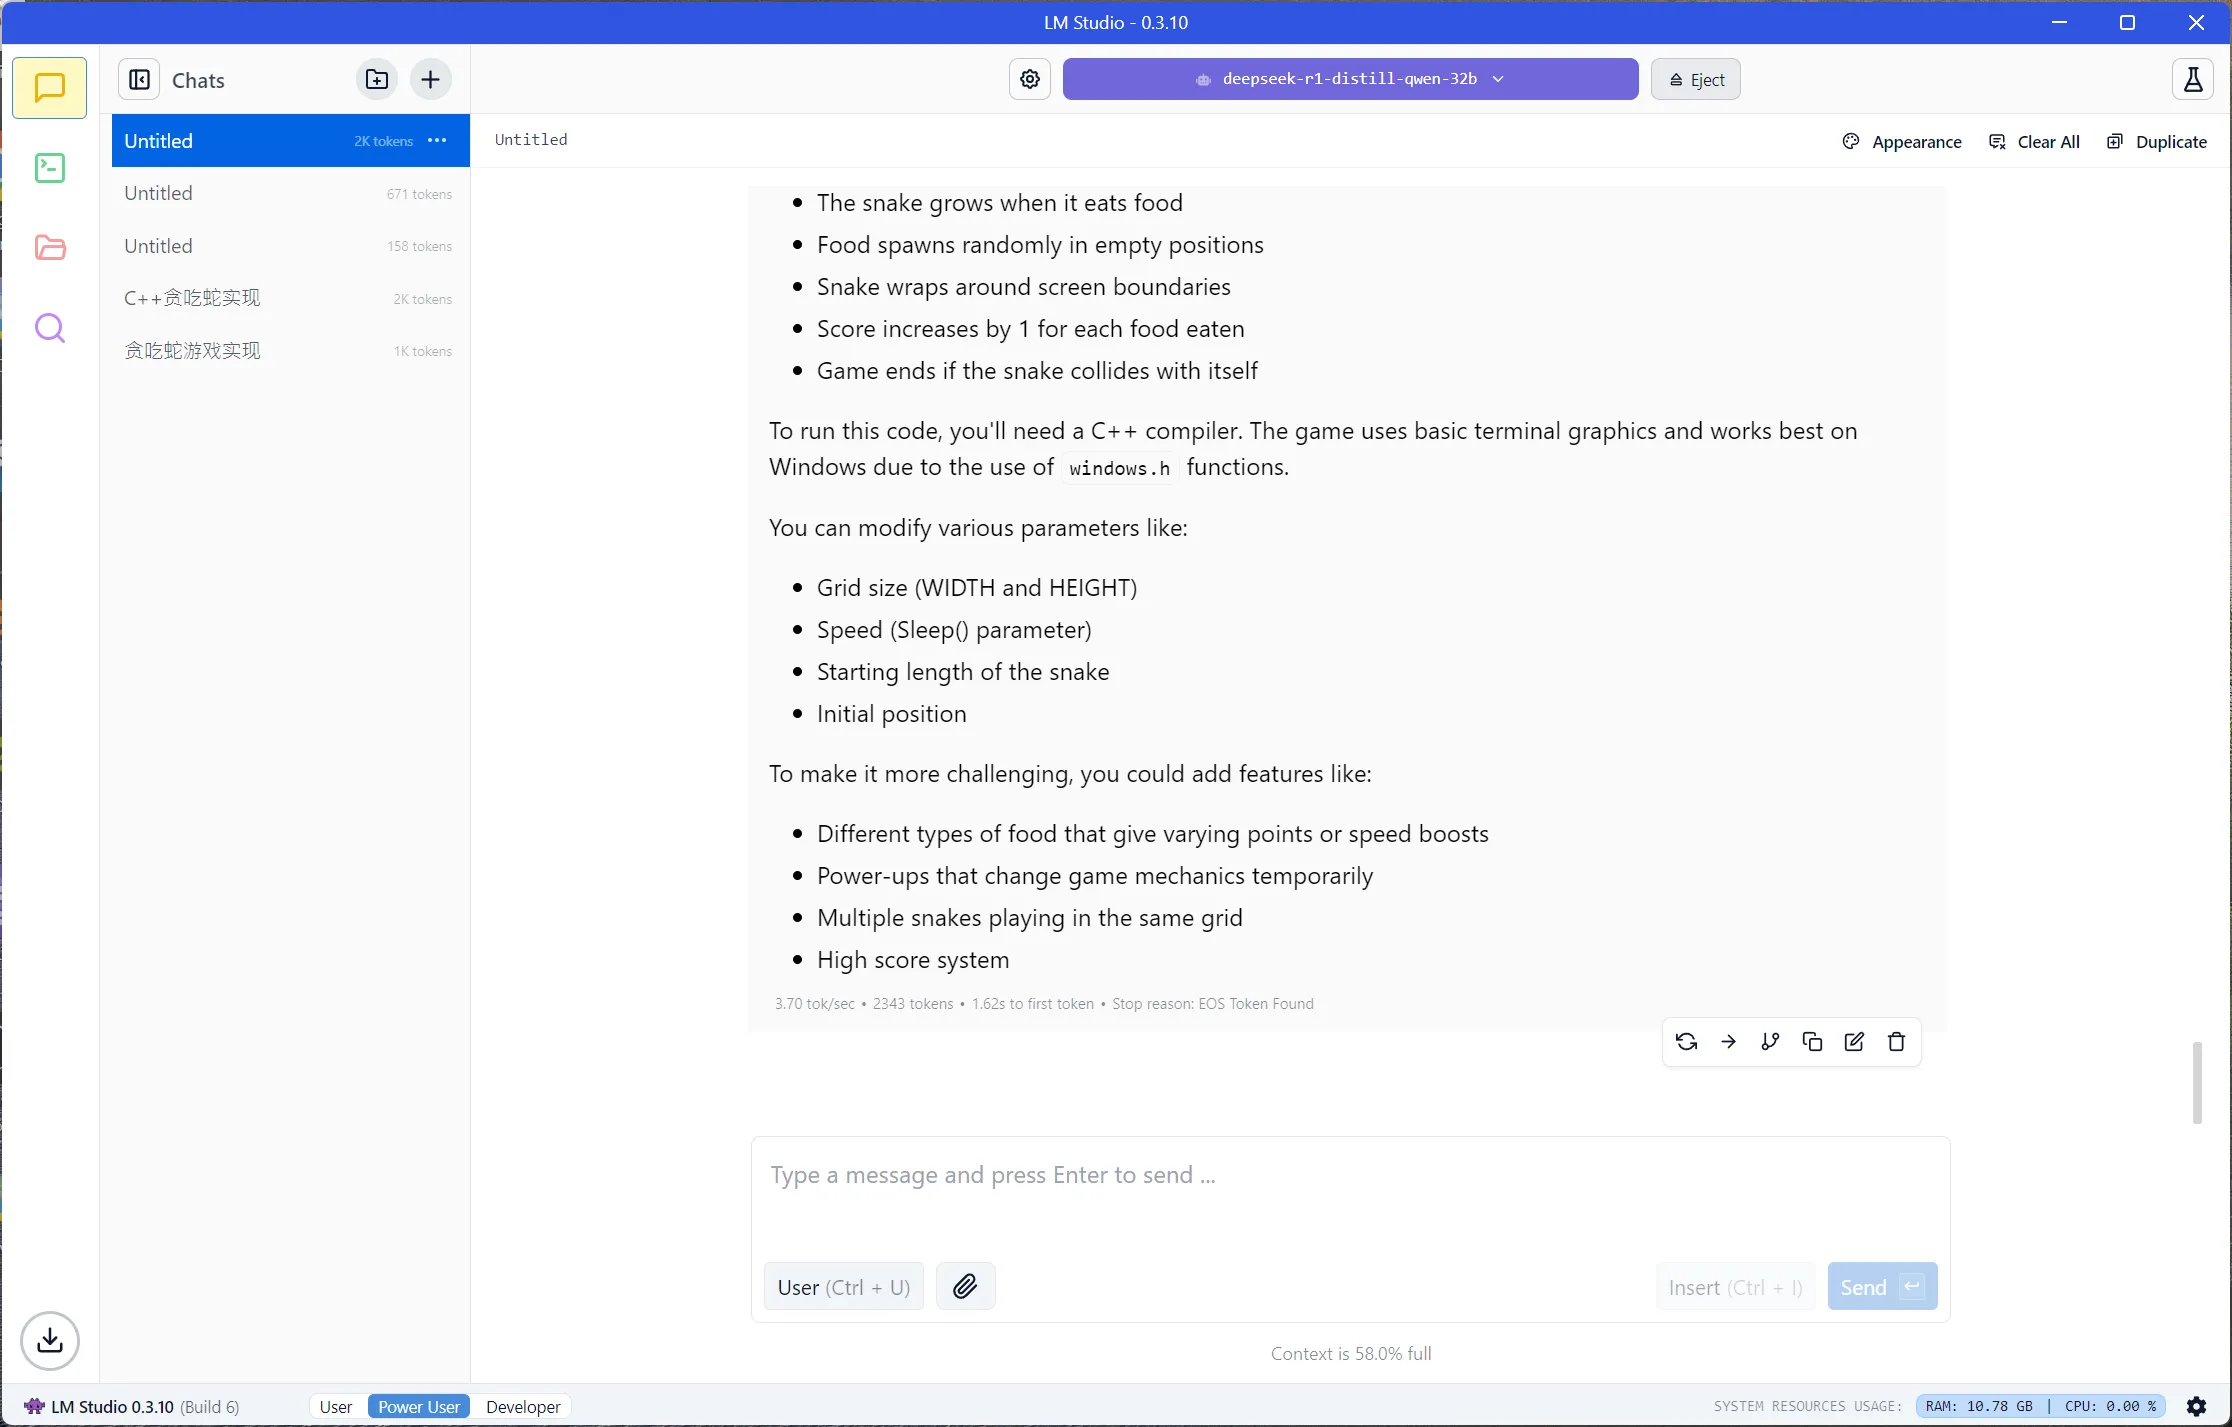 LM Studio - 0.3.10
Chats
deepseek-r1-distill-qwen-32b
Eject
Untitled 2K tokens
Untitled 671 tokens
Untitled 158 tokens
C++贪吃蛇实现 2K tokens
贪吃蛇游戏实现 1K tokens
Untitled
Appearance
Clear All
Duplicate
The snake grows when it eats food
Food spawns randomly in empty positions
Snake wraps around screen boundaries
Score increases by 1 for each food eaten
Game ends if the snake collides with itself
To run this code, you'll need a C++ compiler. The game uses basic terminal graphics and works best on
Windows due to the use of windows.h functions.
You can modify various parameters like:
Grid size (WIDTH and HEIGHT)
Speed (Sleep() parameter)
Starting length of the snake
Initial position
To make it more challenging, you could add features like:
Different types of food that give varying points or speed boosts
Power-ups that change game mechanics temporarily
Multiple snakes playing in the same grid
High score system
3.70 tok/sec • 2343 tokens • 1.62s to first token • Stop reason: EOS Token Found
Type a message and press Enter to send ...
User (Ctrl + U)
Insert (Ctrl + I)
Send
Context is 58.0% full
LM Studio 0.3.10 (Build 6)
User
Power User
Developer
SYSTEM RESOURCES USAGE:
RAM: 10.78 GB | CPU: 0.00 %